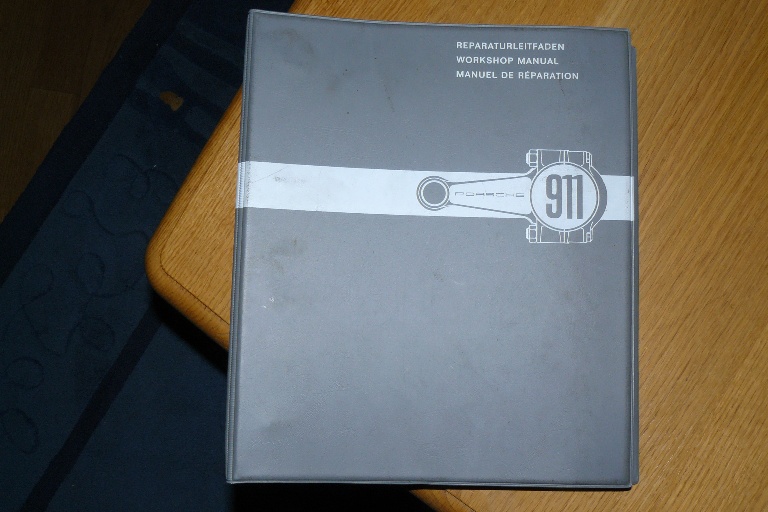 REPARATURLEITFADEN
WORKSHOP MANUAL
MANUEL DE RÉPARATION
PORSCHE
911